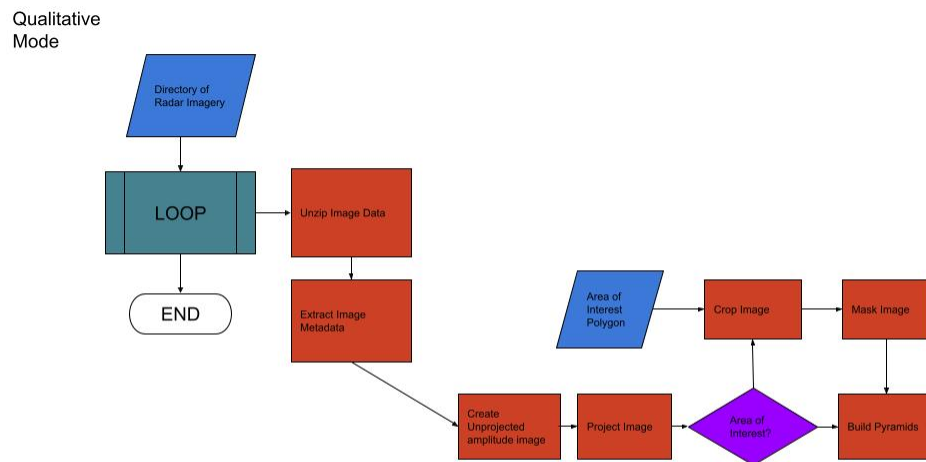 Qualitative
Mode
Directory of
Radar Imagery
LOOP
Unzip Image Data
END
Extract Image
Metadata
Area of
Interest
Polygon
Crop Image
Mask Image
Create
Unprojected
amplitude image
Project Image
Area of
Interest?
Build Pyramids